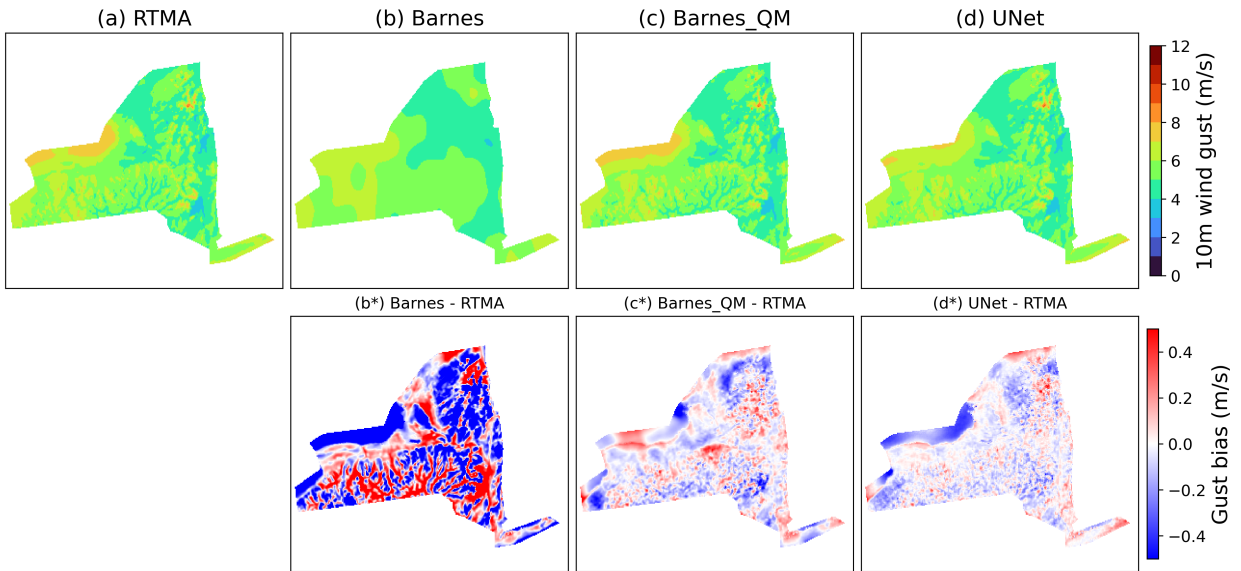 (a) RTMA
(b) Barnes
(c) Barnes_QM
(d) UNet
12
10
8
6
4
2
0
10m wind gust (m/s)
(b*) Barnes - RTMA
(c*) Barnes_QM - RTMA
(d*) UNet - RTMA
0.4
0.2
0.0
−0.2
−0.4
Gust bias (m/s)